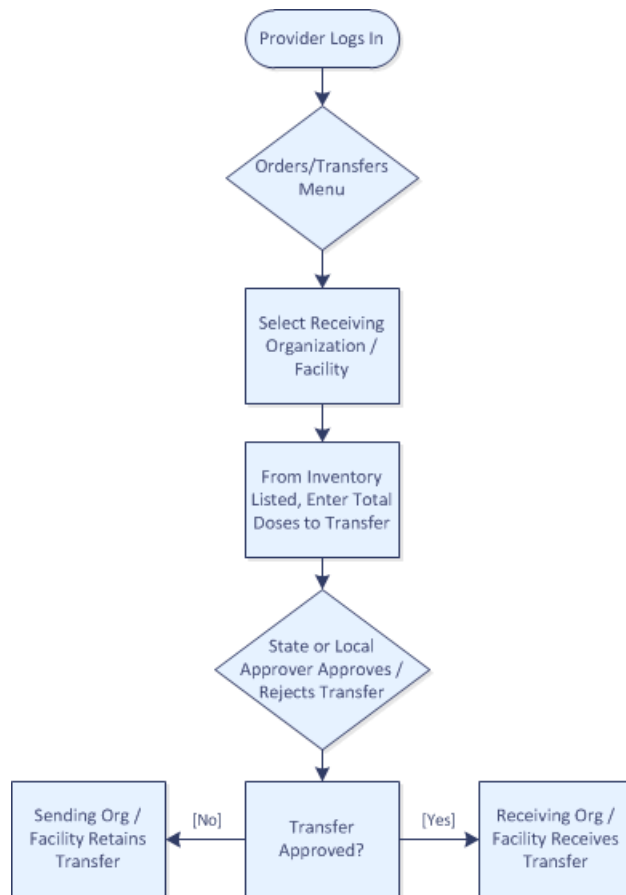 Provider Logs In
Orders/Transfers
Menu
Select Receiving
Organization /
Facility
From Inventory
Listed, Enter Total
Doses to Transfer
State or Local
Approver Approves /
Rejects Transfer
Sending Org /
Facility Retains
Transfer
[No]
Transfer
Approved?
[Yes]
Receiving Org /
Facility Receives
Transfer